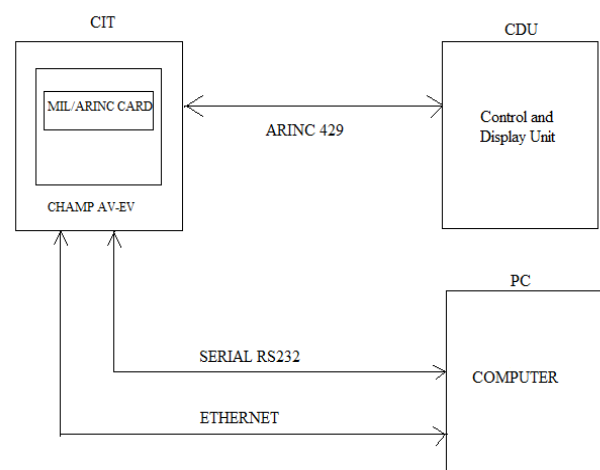 CIT
CDU
MIL/ARINC CARD
ARINC 429
Control and
Display Unit
CHAMP AV-EV
PC
SERIAL RS232
COMPUTER
ETHERNET